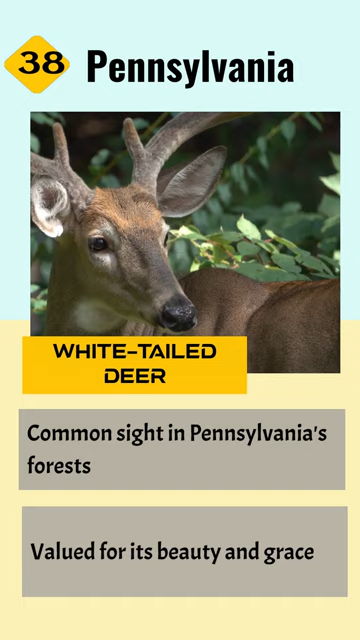 38
Pennsylvania
WHITE-TAILED
DEER
Common sight in Pennsylvania's
forests
Valued for its beauty and grace